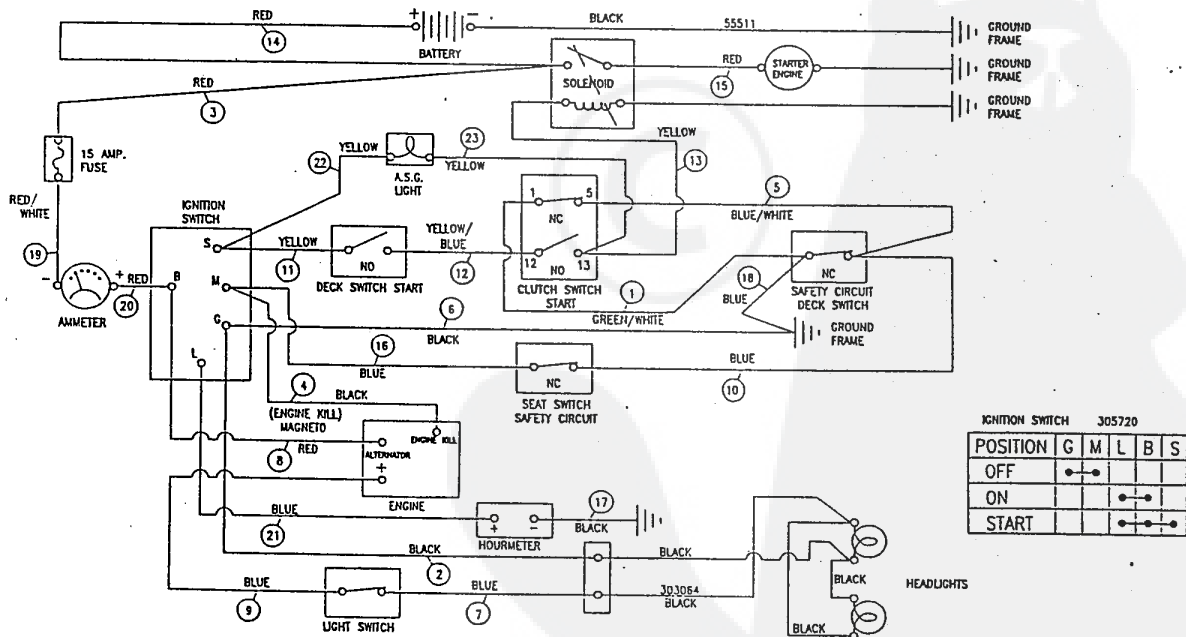 RED
14
+
-
BATTERY
BLACK
55511
GROUND
FRAME
RED
3
SOLENOID
RED
15
STARTER
ENGINE
GROUND
FRAME
GROUND
FRAME
15 AMP.
FUSE
YELLOW
22
A.S.G.
LIGHT
23
YELLOW
YELLOW
13
RED/
WHITE
19
IGNITION
SWITCH
S
YELLOW
11
NO
DECK SWITCH START
YELLOW/
BLUE
12
1
5
NC
12
13
NO
CLUTCH SWITCH
START
5
BLUE/WHITE
18
BLUE
NC
SAFETY CIRCUIT
DECK SWITCH
-
+
RED
20
AMMETER
B
M
G
L
1
GREEN/WHITE
6
BLACK
GROUND
FRAME
16
BLUE
NC
SEAT SWITCH
SAFETY CIRCUIT
BLUE
10
4
BLACK
(ENGINE KILL)
MAGNETO
RED
8
ENGINE KILL
ALTERNATOR
+
ENGINE
BLUE
21
+
-
HOURMETER
17
BLACK
BLACK
2
BLACK
BLUE
9
LIGHT SWITCH
BLUE
7
303064
BLACK
BLACK
BLACK
HEADLIGHTS
IGNITION SWITCH 305720
POSITION G M L B S
OFF
ON
START